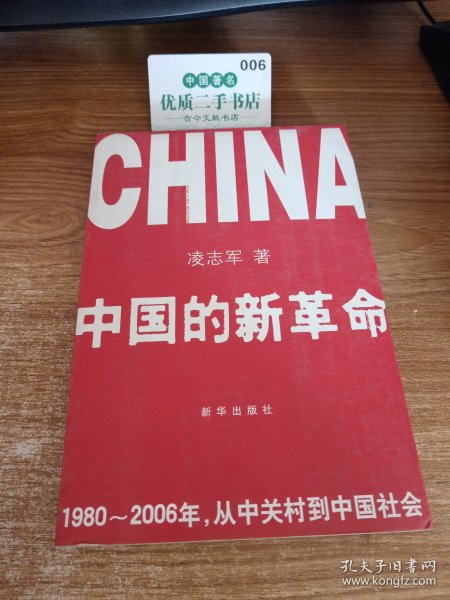 006
中国著名
优质二手书店
古今文献书店
CHINA
凌志军 著
中国的新革命
新华出版社
1980~2006年,从中关村到中国社会
孔夫子旧书网
www.kongfz.com